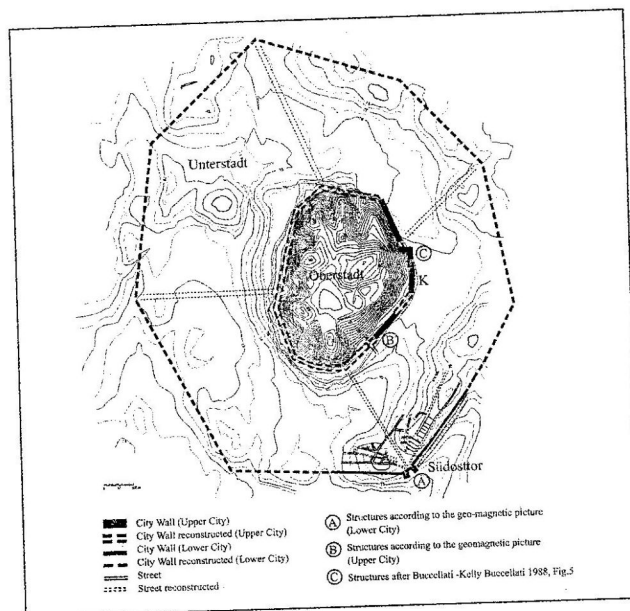 Unterstadt
Oberstadt
C
K
B
Südosttor
A
City Wall (Upper City)
City Wall reconstructed (Upper City)
City Wall (Lower City)
City Wall reconstructed (Lower City)
Street
Street reconstructed
A Structures according to the geo-magnetic picture
(Lower City)
B Structures according to the geomagnetic picture
(Upper City)
C Structures after Buccellati -Kelly Buccellati 1988, Fig.5